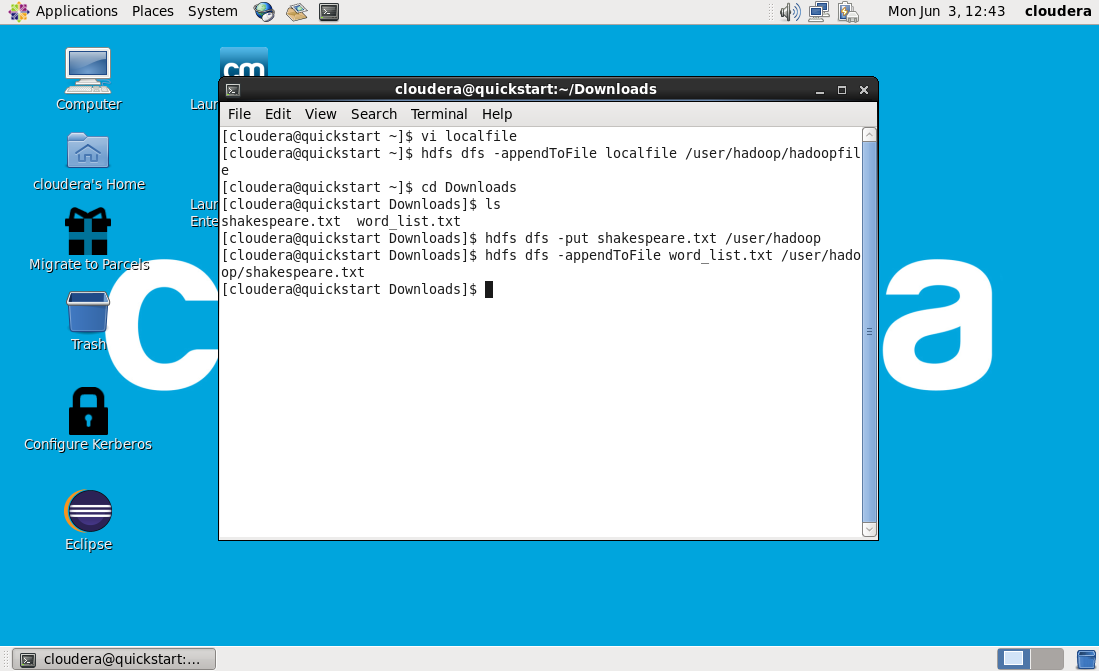 Applications Places System Mon Jun 3, 12:43 cloudera
Computer
cloudera's Home
Migrate to Parcels
Trash
Configure Kerberos
Eclipse
cm
Laun
Laun
Ente
c
a
cloudera@quickstart:~/Downloads
File Edit View Search Terminal Help
[cloudera@quickstart ~]$ vi localfile
[cloudera@quickstart ~]$ hdfs dfs -appendToFile localfile /user/hadoop/hadoopfil
e
[cloudera@quickstart ~]$ cd Downloads
[cloudera@quickstart Downloads]$ ls
shakespeare.txt  word_list.txt
[cloudera@quickstart Downloads]$ hdfs dfs -put shakespeare.txt /user/hadoop
[cloudera@quickstart Downloads]$ hdfs dfs -appendToFile word_list.txt /user/hado
op/shakespeare.txt
[cloudera@quickstart Downloads]$
cloudera@quickstart:...